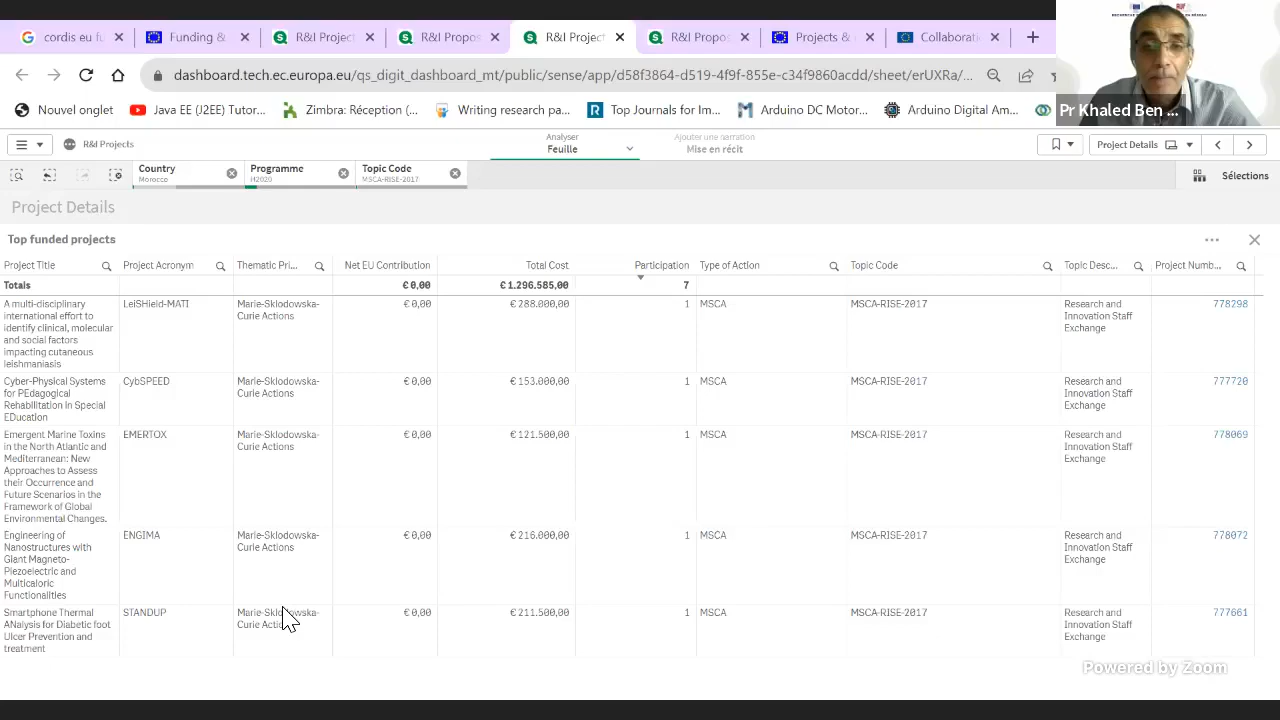 cordis eu fu
Funding &
R&I Project
R&I Propos
R&I Project
R&I Propos
Projects &
Collaborati
dashboard.tech.ec.europa.eu/qs_digit_dashboard_mt/public/sense/app/d58f3864-d519-4f9f-855e-c34f9860acdd/sheet/erUXRa/...
Nouvel onglet
Java EE (J2EE) Tutor...
Zimbra: Réception (...
Writing research pa...
Top Journals for Im...
Arduino DC Motor...
Arduino Digital Am...
Pr Khaled Ben ...
R&I Projects
Analyser
Feuille
Ajouter une narration
Mise en récit
Project Details
Country
Morocco
Programme
H2020
Topic Code
MSCA-RISE-2017
Sélections
Project Details
Top funded projects
Project Title Project Acronym Thematic Pri... Net EU Contribution Total Cost Participation Type of Action Topic Code Topic Desc... Project Numb...
Totals € 0,00 € 1.296.585,00 7
A multi-disciplinary LeiSHield-MATI Marie-Sklodowska- € 0,00 € 288.000,00 1 MSCA MSCA-RISE-2017 Research and 778298
international effort to Curie Actions Innovation Staff
identify clinical, molecular Exchange
and social factors
impacting cutaneous
leishmaniasis
Cyber-Physical Systems CybSPEED Marie-Sklodowska- € 0,00 € 153.000,00 1 MSCA MSCA-RISE-2017 Research and 777720
for PEdagogical Curie Actions Innovation Staff
Rehabilitation in Special Exchange
EDucation
Emergent Marine Toxins EMERTOX Marie-Sklodowska- € 0,00 € 121.500,00 1 MSCA MSCA-RISE-2017 Research and 778069
in the North Atlantic and Curie Actions Innovation Staff
Mediterranean: New Exchange
Approaches to Assess
their Occurrence and
Future Scenarios in the
Framework of Global
Environmental Changes.
Engineering of ENGIMA Marie-Sklodowska- € 0,00 € 216.000,00 1 MSCA MSCA-RISE-2017 Research and 778072
Nanostructures with Curie Actions Innovation Staff
Giant Magneto- Exchange
Piezoelectric and
Multicaloric
Functionalities
Smartphone Thermal STANDUP Marie-Sklodowska- € 0,00 € 211.500,00 1 MSCA MSCA-RISE-2017 Research and 777661
ANalysis for Diabetic foot Curie Actions Innovation Staff
Ulcer Prevention and Exchange
treatment
Powered by Zoom